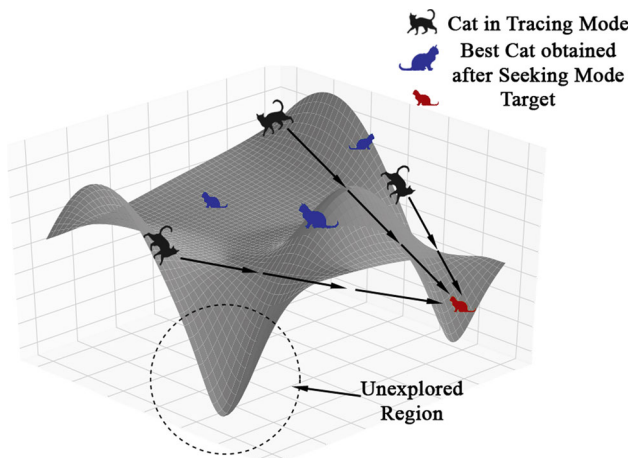 Cat in Tracing Mode
Best Cat obtained
after Seeking Mode
Target
Unexplored
Region